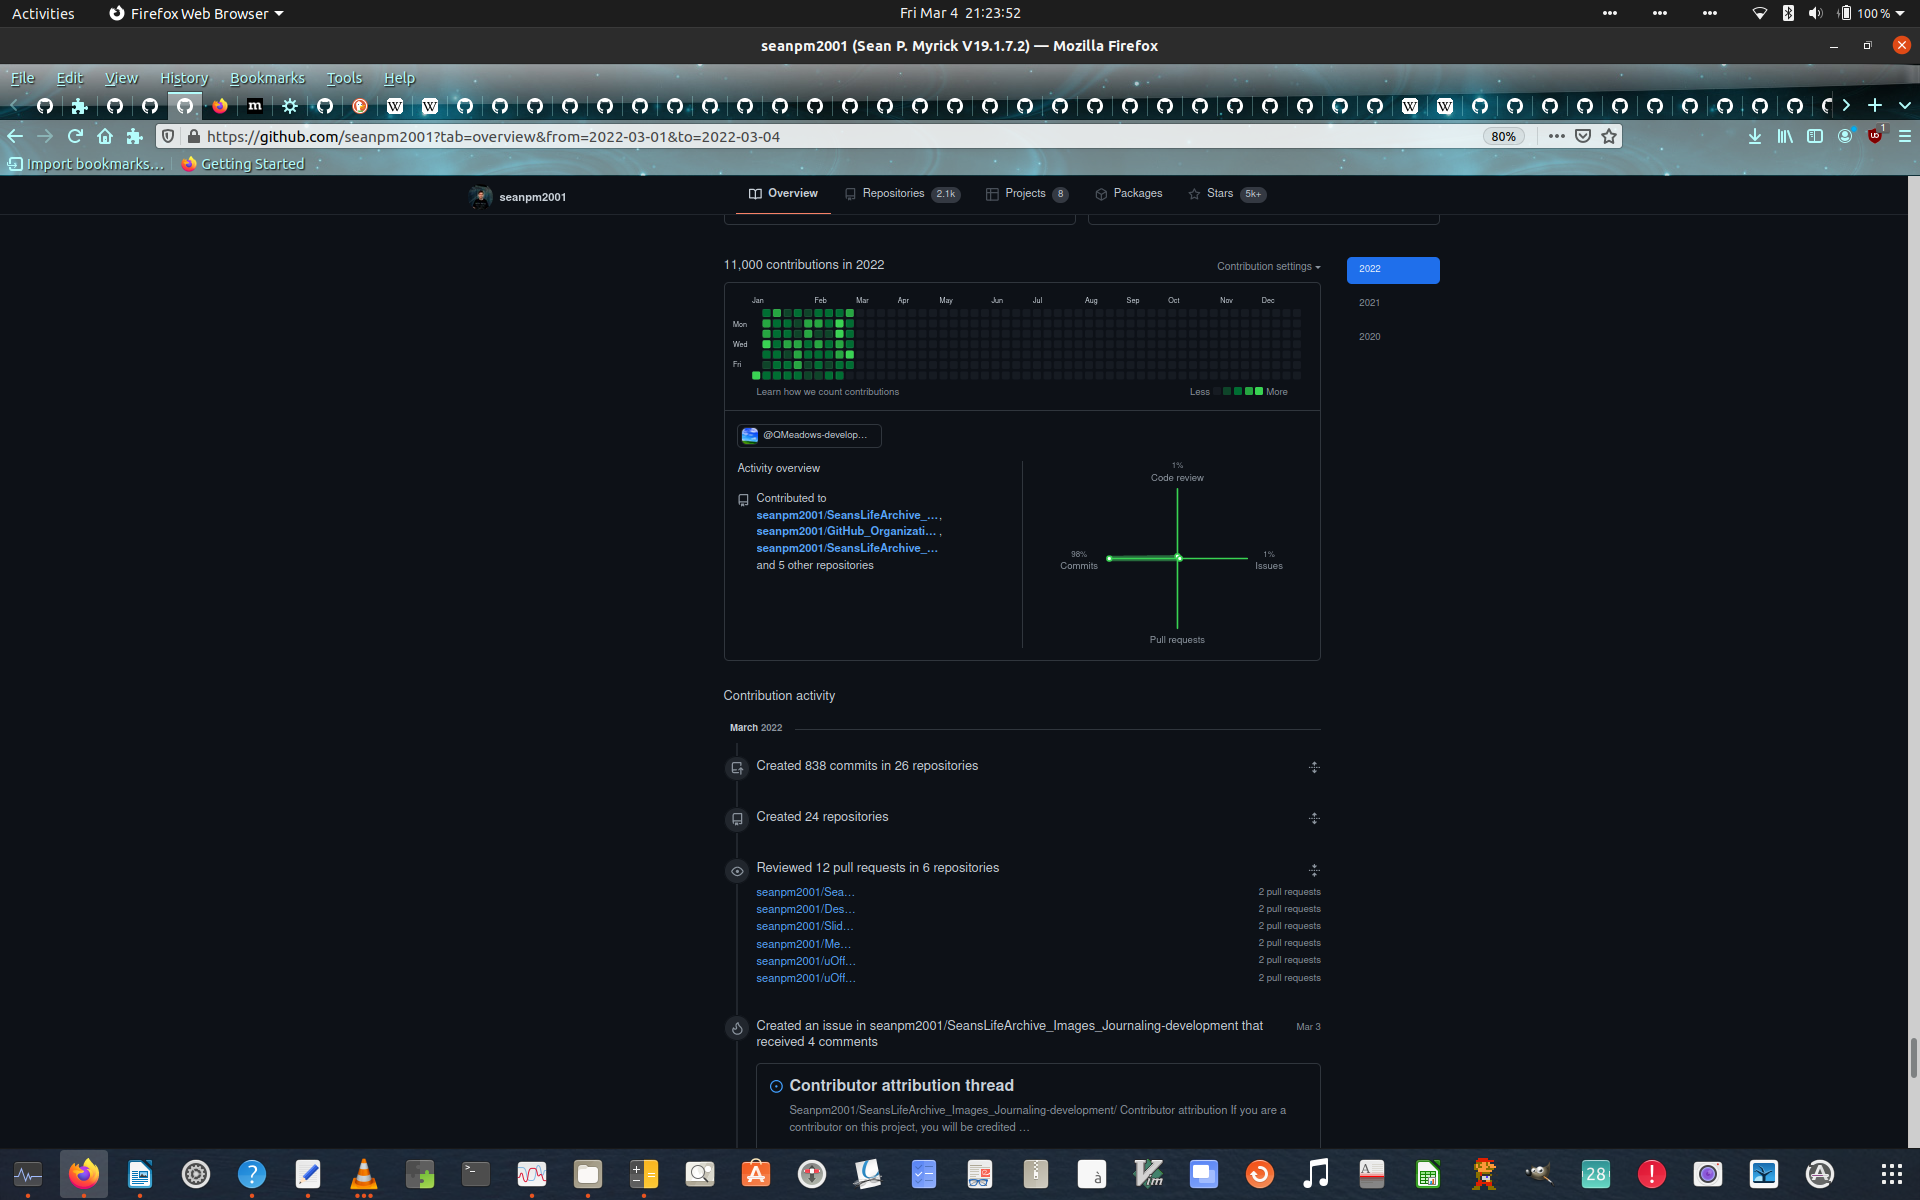 Activities
Firefox Web Browser
Fri Mar 4 21:23:52
100 %
seanpm2001 (Sean P. Myrick V19.1.7.2) — Mozilla Firefox
File Edit View History Bookmarks Tools Help
https://github.com/seanpm2001?tab=overview&from=2022-03-01&to=2022-03-04
80%
1
Import bookmarks...
Getting Started
seanpm2001
Overview
Repositories 2.1k
Projects 8
Packages
Stars 5k+
11,000 contributions in 2022
Contribution settings
2022
2021
2020
Jan Feb Mar Apr May Jun Jul Aug Sep Oct Nov Dec
Mon
Wed
Fri
Learn how we count contributions
Less More
@QMeadows-develop...
Activity overview
Contributed to
seanpm2001/SeansLifeArchive_... ,
seanpm2001/GitHub_Organizati... ,
seanpm2001/SeansLifeArchive_...
and 5 other repositories
1%
Code review
98%
Commits
1%
Issues
Pull requests
Contribution activity
March 2022
Created 838 commits in 26 repositories
Created 24 repositories
Reviewed 12 pull requests in 6 repositories
seanpm2001/Sea... 2 pull requests
seanpm2001/Des... 2 pull requests
seanpm2001/Slid... 2 pull requests
seanpm2001/Me... 2 pull requests
seanpm2001/uOff... 2 pull requests
seanpm2001/uOff... 2 pull requests
Created an issue in seanpm2001/SeansLifeArchive_Images_Journaling-development that
received 4 comments
Mar 3
Contributor attribution thread
Seanpm2001/SeansLifeArchive_Images_Journaling-development/ Contributor attribution If you are a
contributor on this project, you will be credited ...
28